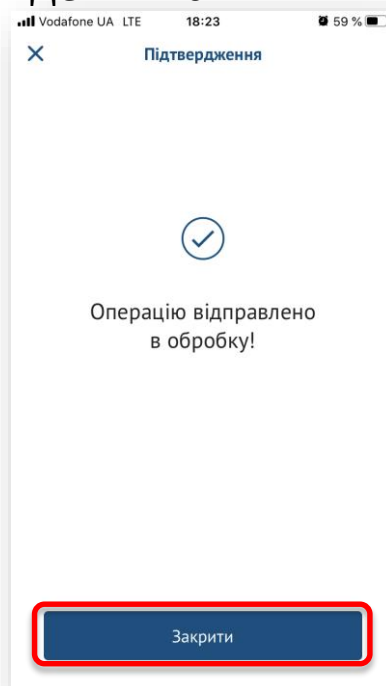 Vodafone UA LTE 18:23 59 %
Підтвердження
Операцію відправлено
в обробку!
Закрити